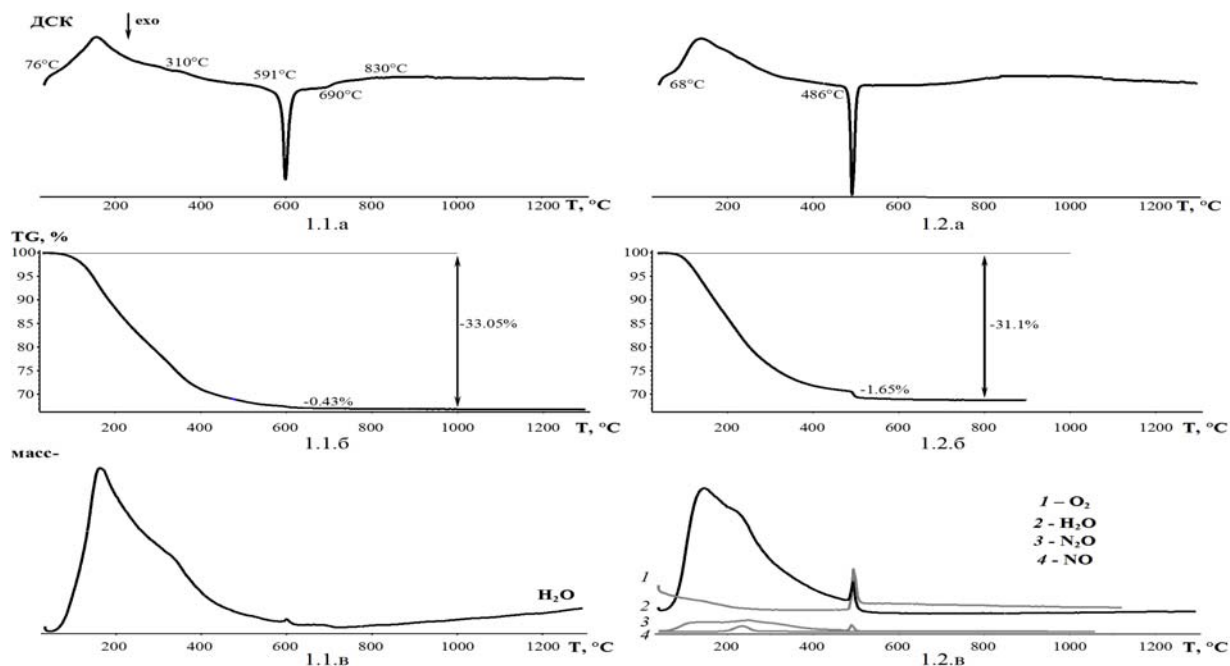 ДСК
exo
76°C
310°C
591°C
830°C
690°C
200
400
600
800
1000
1200
T, °C
1.1.а
68°C
486°C
200
400
600
800
1000
1200
T, °C
1.2.а
TG, %
100
95
90
85
80
75
70
-33.05%
-0.43%
200
400
600
800
1000
1200
T, °C
1.1.б
100
95
90
85
80
75
70
-31.1%
-1.65%
200
400
600
800
1000
1200
T, °C
1.2.б
масс-
H₂O
200
400
600
800
1000
1200
T, °C
1.1.в
1 – O₂
2 - H₂O
3 - N₂O
4 - NO
1
2
3
4
200
400
600
800
1000
1200
T, °C
1.2.в